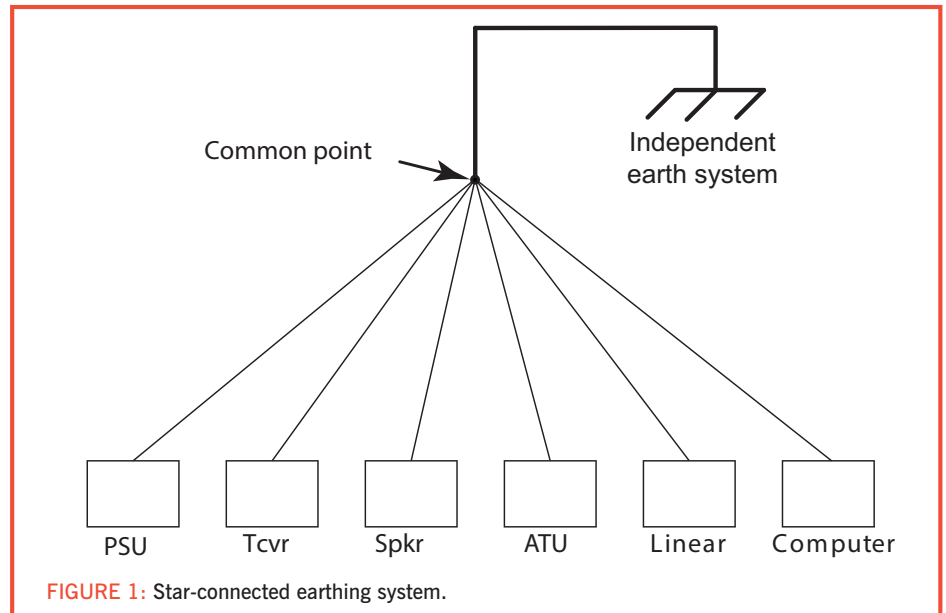 Common point
Independent
earth system
PSU
Tcvr
Spkr
ATU
Linear
Computer
FIGURE 1: Star-connected earthing system.